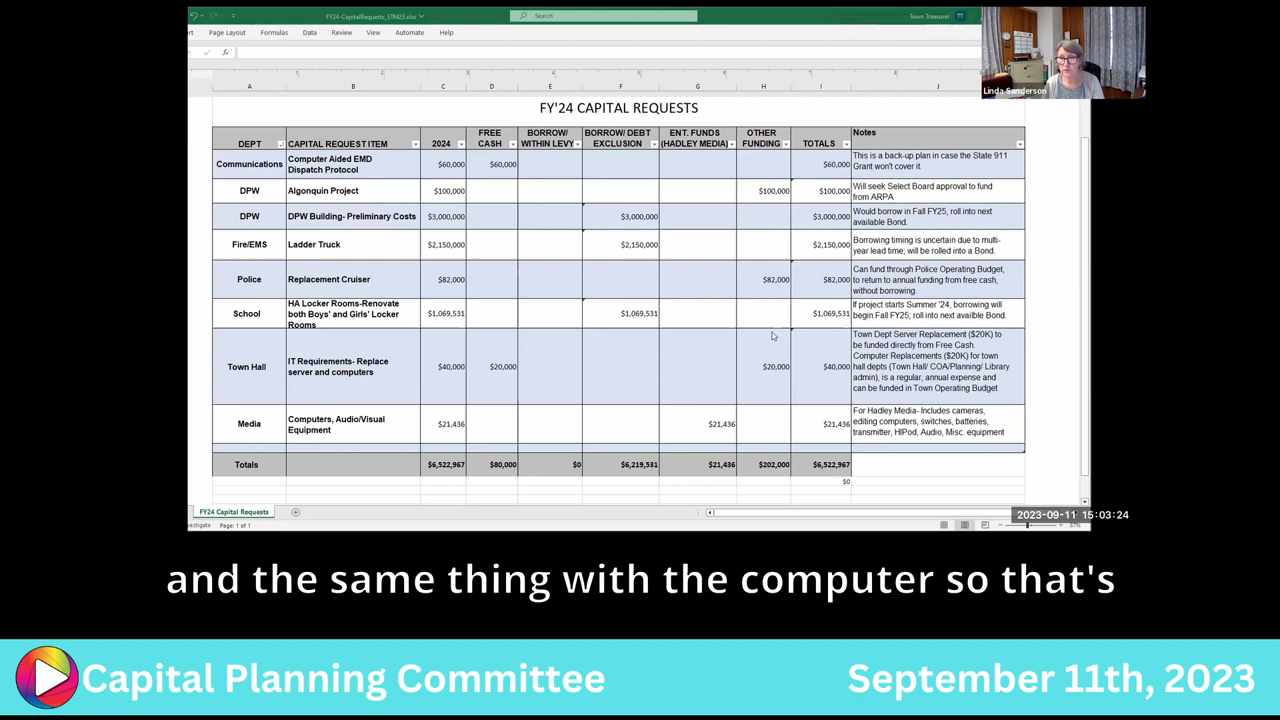 FY24-CapitalRequests_STM23.xlsx
Search
Town Treasurer TT
Page Layout Formulas Data Review View Automate Help
Linda Sanderson
A B C D E F G H I J
FY'24 CAPITAL REQUESTS
DEPT CAPITAL REQUEST ITEM 2024 FREE CASH BORROW/ WITHIN LEVY BORROW/ DEBT EXCLUSION ENT. FUNDS (HADLEY MEDIA) OTHER FUNDING TOTALS Notes
Communications Computer Aided EMD Dispatch Protocol $60,000 $60,000 $60,000 This is a back-up plan in case the State 911 Grant won't cover it.
DPW Algonquin Project $100,000 $100,000 $100,000 Will seek Select Board approval to fund from ARPA
DPW DPW Building- Preliminary Costs $3,000,000 $3,000,000 $3,000,000 Would borrow in Fall FY25, roll into next available Bond.
Fire/EMS Ladder Truck $2,150,000 $2,150,000 $2,150,000 Borrowing timing is uncertain due to multi-year lead time; will be rolled into a Bond.
Police Replacement Cruiser $82,000 $82,000 $82,000 Can fund through Police Operating Budget, to return to annual funding from free cash, without borrowing.
School HA Locker Rooms-Renovate both Boys' and Girls' Locker Rooms $1,069,531 $1,069,531 $1,069,531 If project starts Summer '24, borrowing will begin Fall FY25; roll into next availble Bond.
Town Hall IT Requirements- Replace server and computers $40,000 $20,000 $20,000 $40,000 Town Dept Server Replacement ($20K) to be funded directly from Free Cash. Computer Replacements ($20K) for town hall depts (Town Hall/ COA/Planning/ Library admin), is a regular, annual expense and can be funded in Town Operating Budget
Media Computers, Audio/Visual Equipment $21,436 $21,436 $21,436 For Hadley Media- Includes cameras, editing computers, switches, batteries, transmitter, HIPod, Audio, Misc. equipment
Totals $6,522,967 $80,000 $0 $6,219,531 $21,436 $202,000 $6,522,967
$0
FY24 Capital Requests
Page: 1 of 1
2023-09-11 15:03:24
and the same thing with the computer so that's
Capital Planning Committee September 11th, 2023